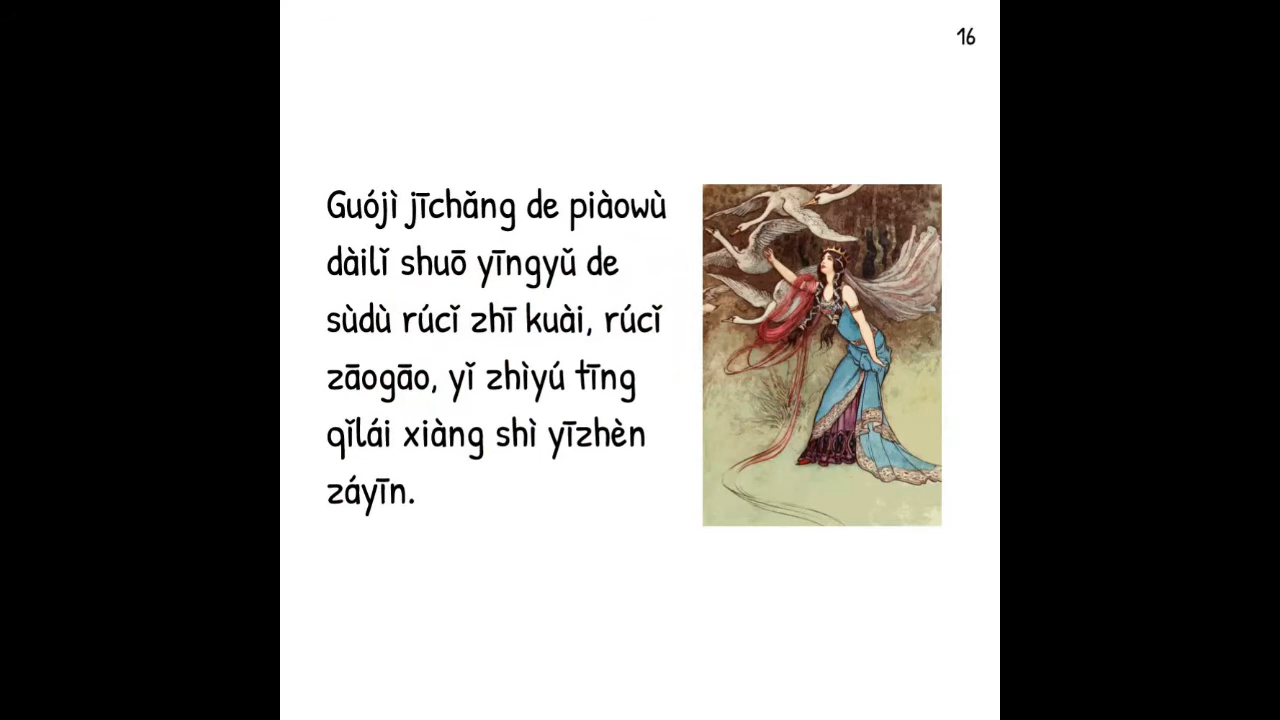 16
Guójì jīchǎng de piàowù
dàilǐ shuō yīngyǔ de
sùdù rúcǐ zhī kuài, rúcǐ
zāogāo, yǐ zhìyú tīng
qǐlái xiàng shì yīzhèn
záyīn.